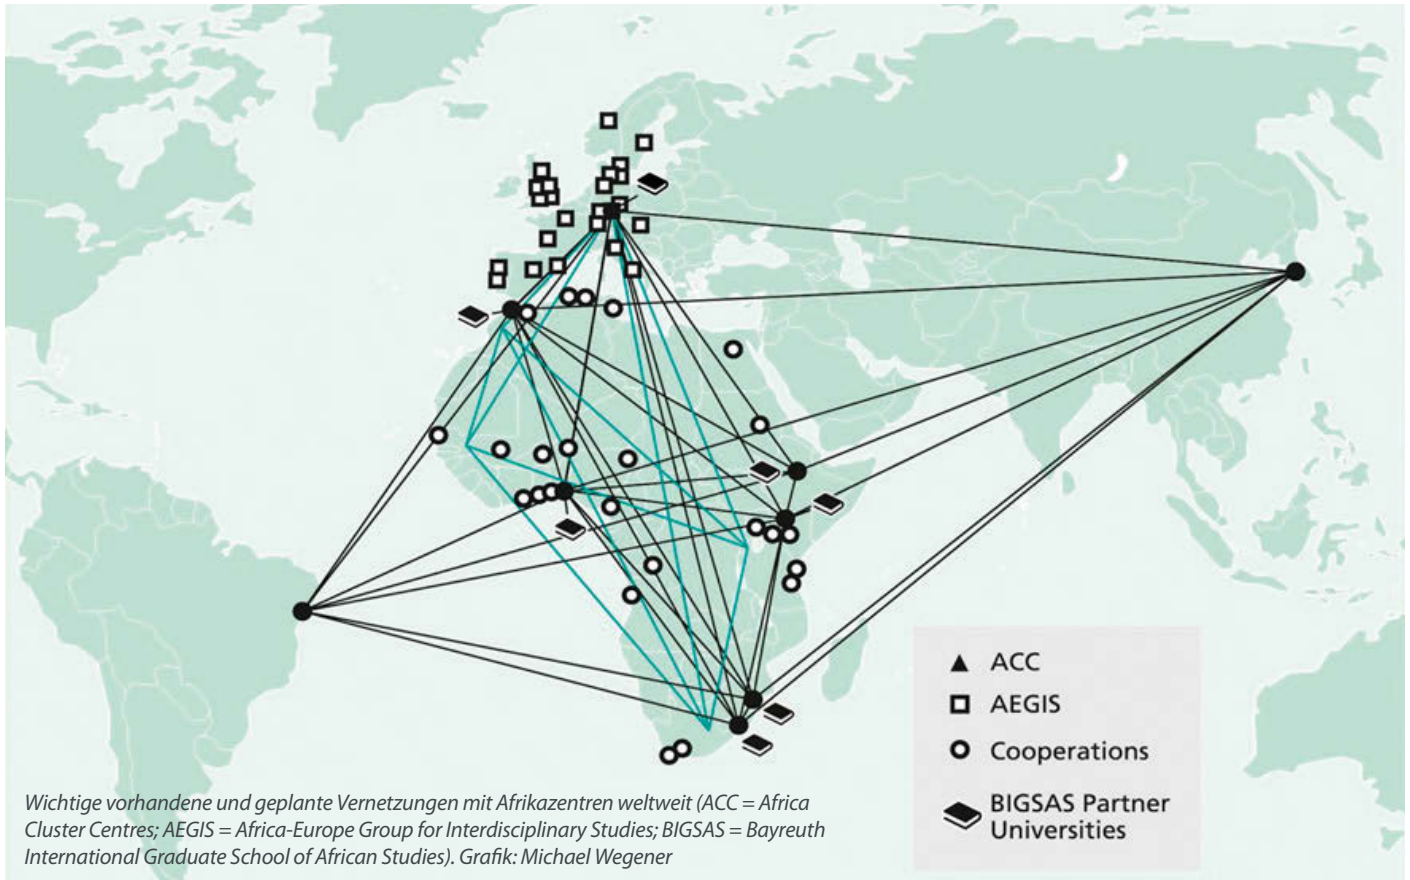 ACC
AEGIS
Cooperations
BIGSAS Partner
Universities
Wichtige vorhandene und geplante Vernetzungen mit Afrikazentren weltweit (ACC = Africa
Cluster Centres; AEGIS = Africa-Europe Group for Interdisciplinary Studies; BIGSAS = Bayreuth
International Graduate School of African Studies). Grafik: Michael Wegener